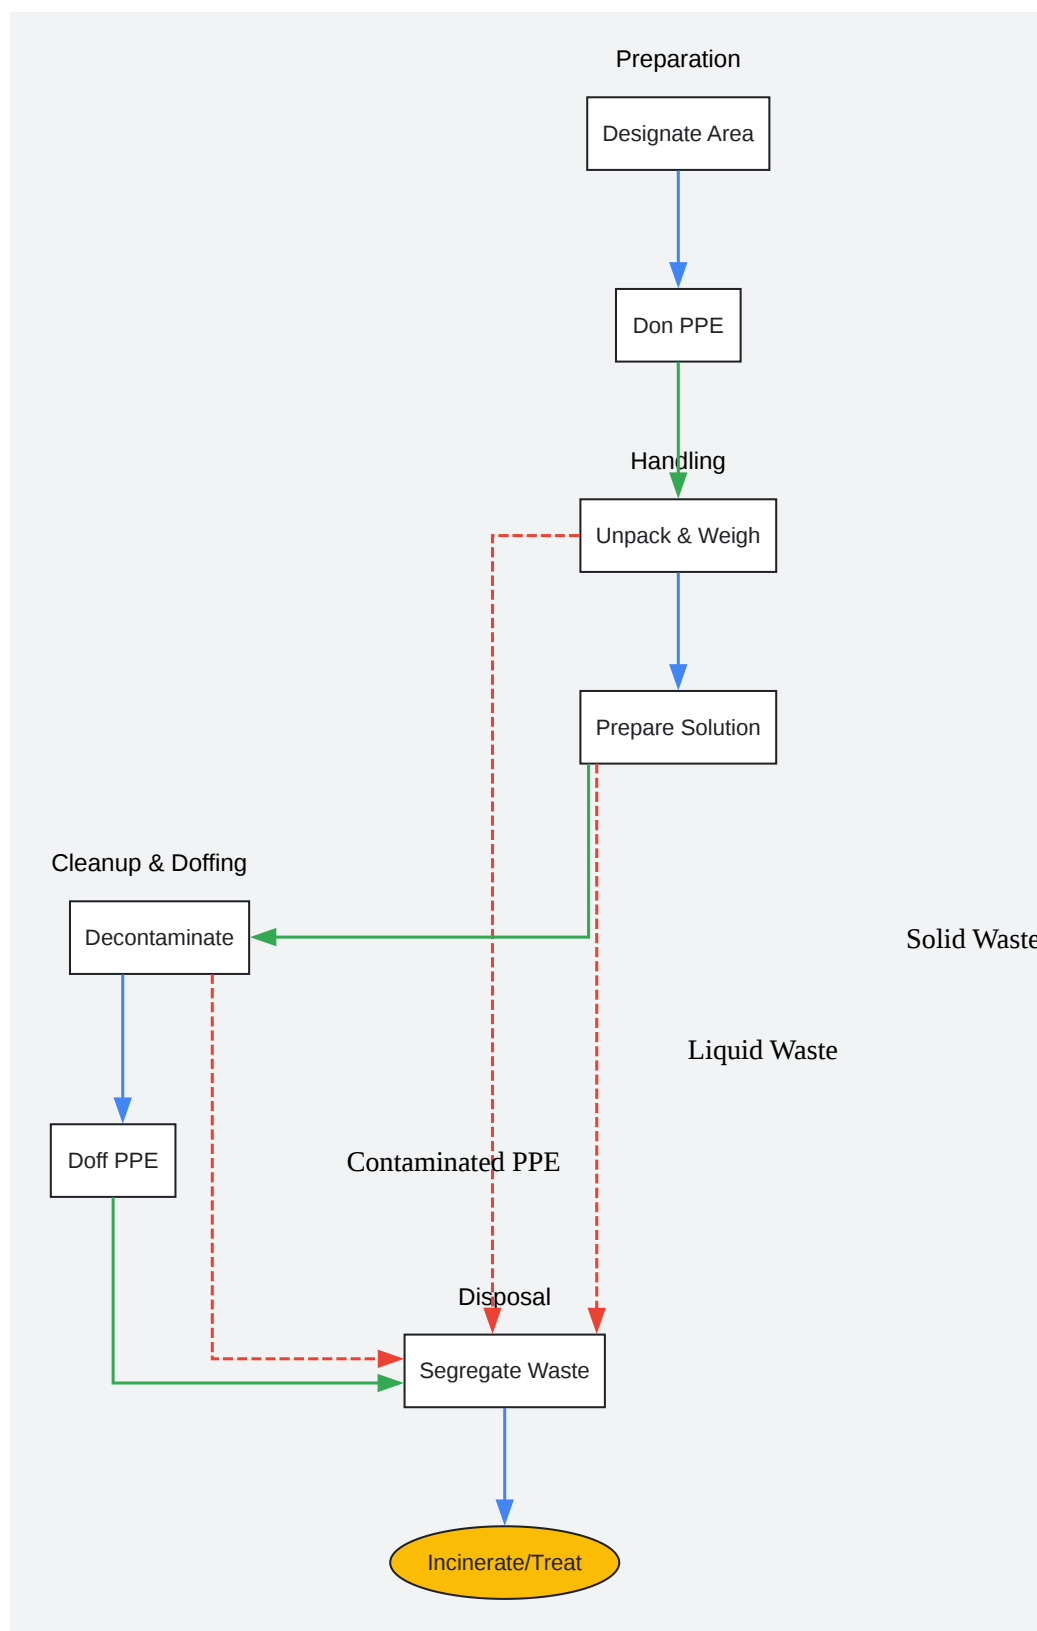 Preparation
Designate Area
Don PPE
Handling
Unpack & Weigh
Prepare Solution
Cleanup & Doffing
Decontaminate
Solid Waste
Liquid Waste
Doff PPE
Contaminated PPE
Disposal
Segregate Waste
Incinerate/Treat